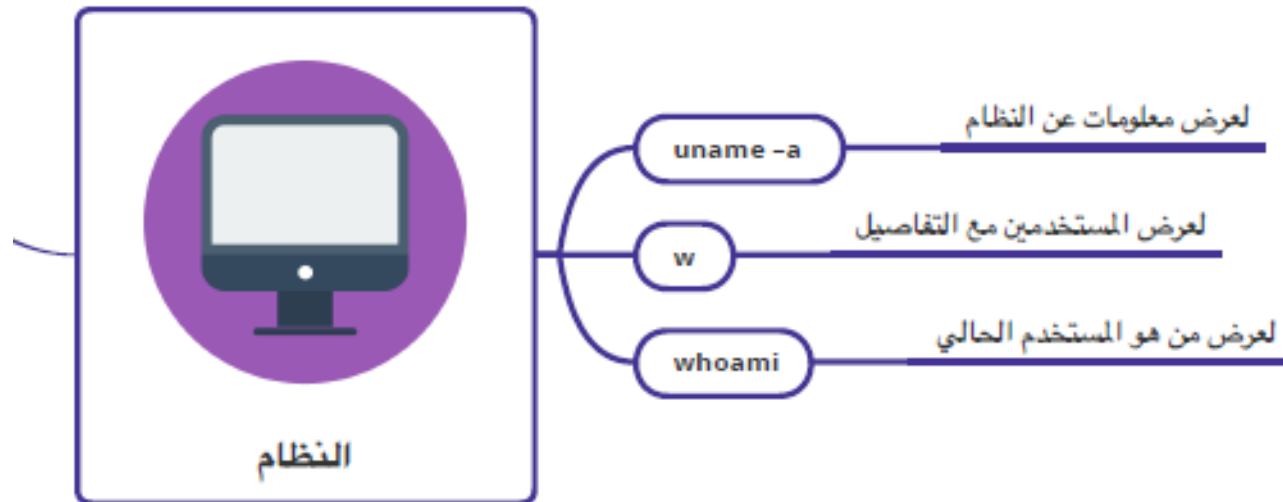 النظام
uname –a
لعرض معلومات عن النظام
w
لعرض المستخدمين مع التفاصيل
whoami
لعرض من هو المستخدم الحالي